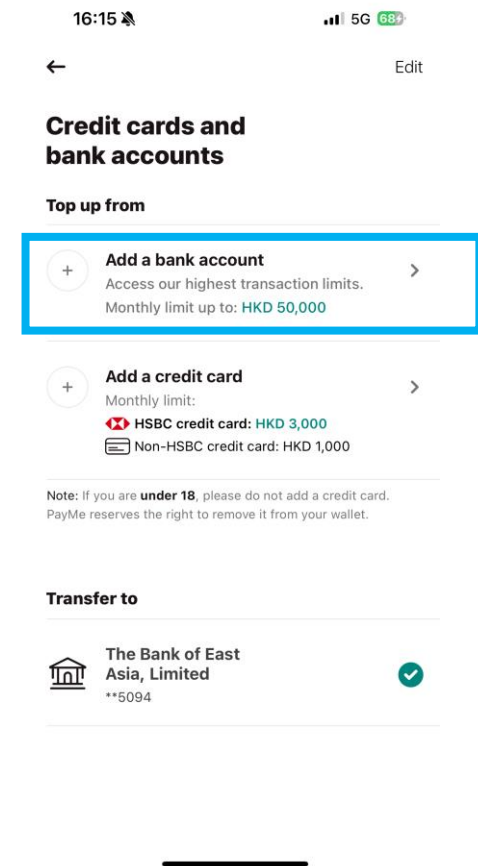 16:15 5G 68
Edit
Credit cards and
bank accounts
Top up from
Add a bank account
Access our highest transaction limits.
Monthly limit up to: HKD 50,000
Add a credit card
Monthly limit:
HSBC credit card: HKD 3,000
Non-HSBC credit card: HKD 1,000
Note: If you are under 18, please do not add a credit card.
PayMe reserves the right to remove it from your wallet.
Transfer to
The Bank of East
Asia, Limited
**5094